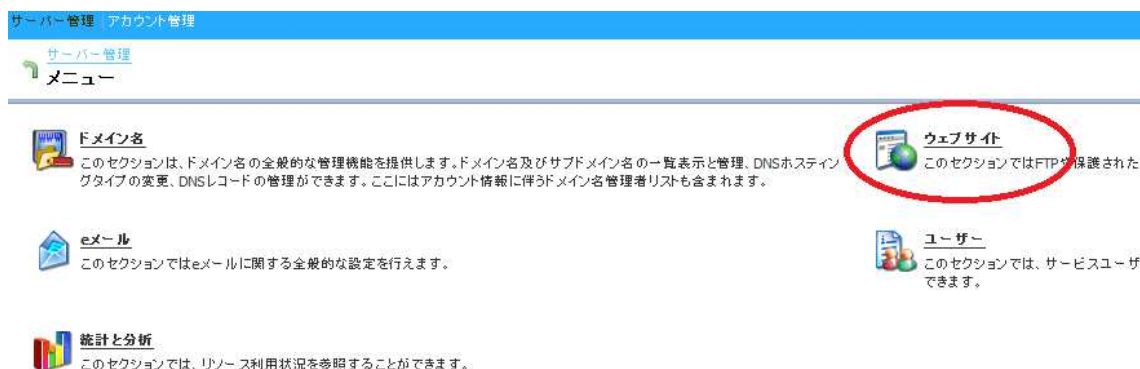 サーバー管理 | アカウント管理
サーバー管理
メニュー
ドメイン名
このセクションは、ドメイン名の全般的な管理機能を提供します。ドメイン名及びサブドメイン名の一覧表示と管理、DNSホスティン
グタイプの変更、DNSレコードの管理ができます。ここにはアカウント情報に伴うドメイン名管理者リストも含まれます。
ウェブサイト
このセクションではFTPや保護された
eメール
このセクションではeメールに関する全般的な設定を行えます。
ユーザー
このセクションでは、サービスユーザ
できます。
統計と分析
このセクションでは、リソース利用状況を参照することができます。